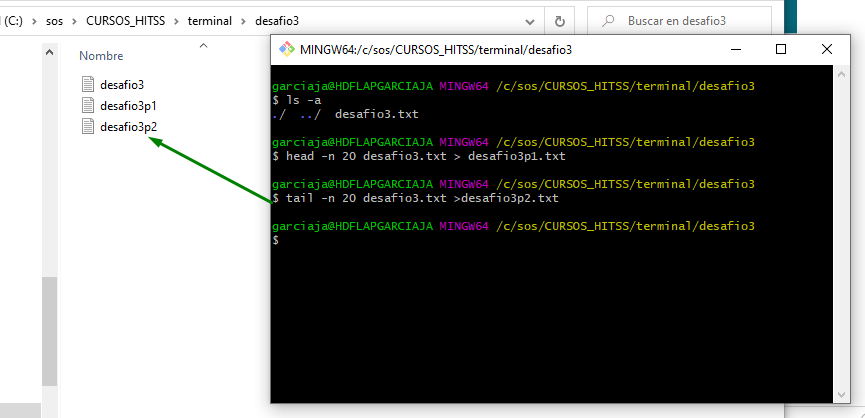 (C:) > sos > CURSOS_HITSS > terminal > desafio3
Buscar en desafio3
Nombre
desafio3
desafio3p1
desafio3p2
MINGW64:/c/sos/CURSOS_HITSS/terminal/desafio3
garciaja@HDFLAPGARCIAJA MINGW64 /c/sos/CURSOS_HITSS/terminal/desafio3
$ ls -a
./ ../ desafio3.txt
garciaja@HDFLAPGARCIAJA MINGW64 /c/sos/CURSOS_HITSS/terminal/desafio3
$ head -n 20 desafio3.txt > desafio3p1.txt
garciaja@HDFLAPGARCIAJA MINGW64 /c/sos/CURSOS_HITSS/terminal/desafio3
$ tail -n 20 desafio3.txt >desafio3p2.txt
garciaja@HDFLAPGARCIAJA MINGW64 /c/sos/CURSOS_HITSS/terminal/desafio3
$